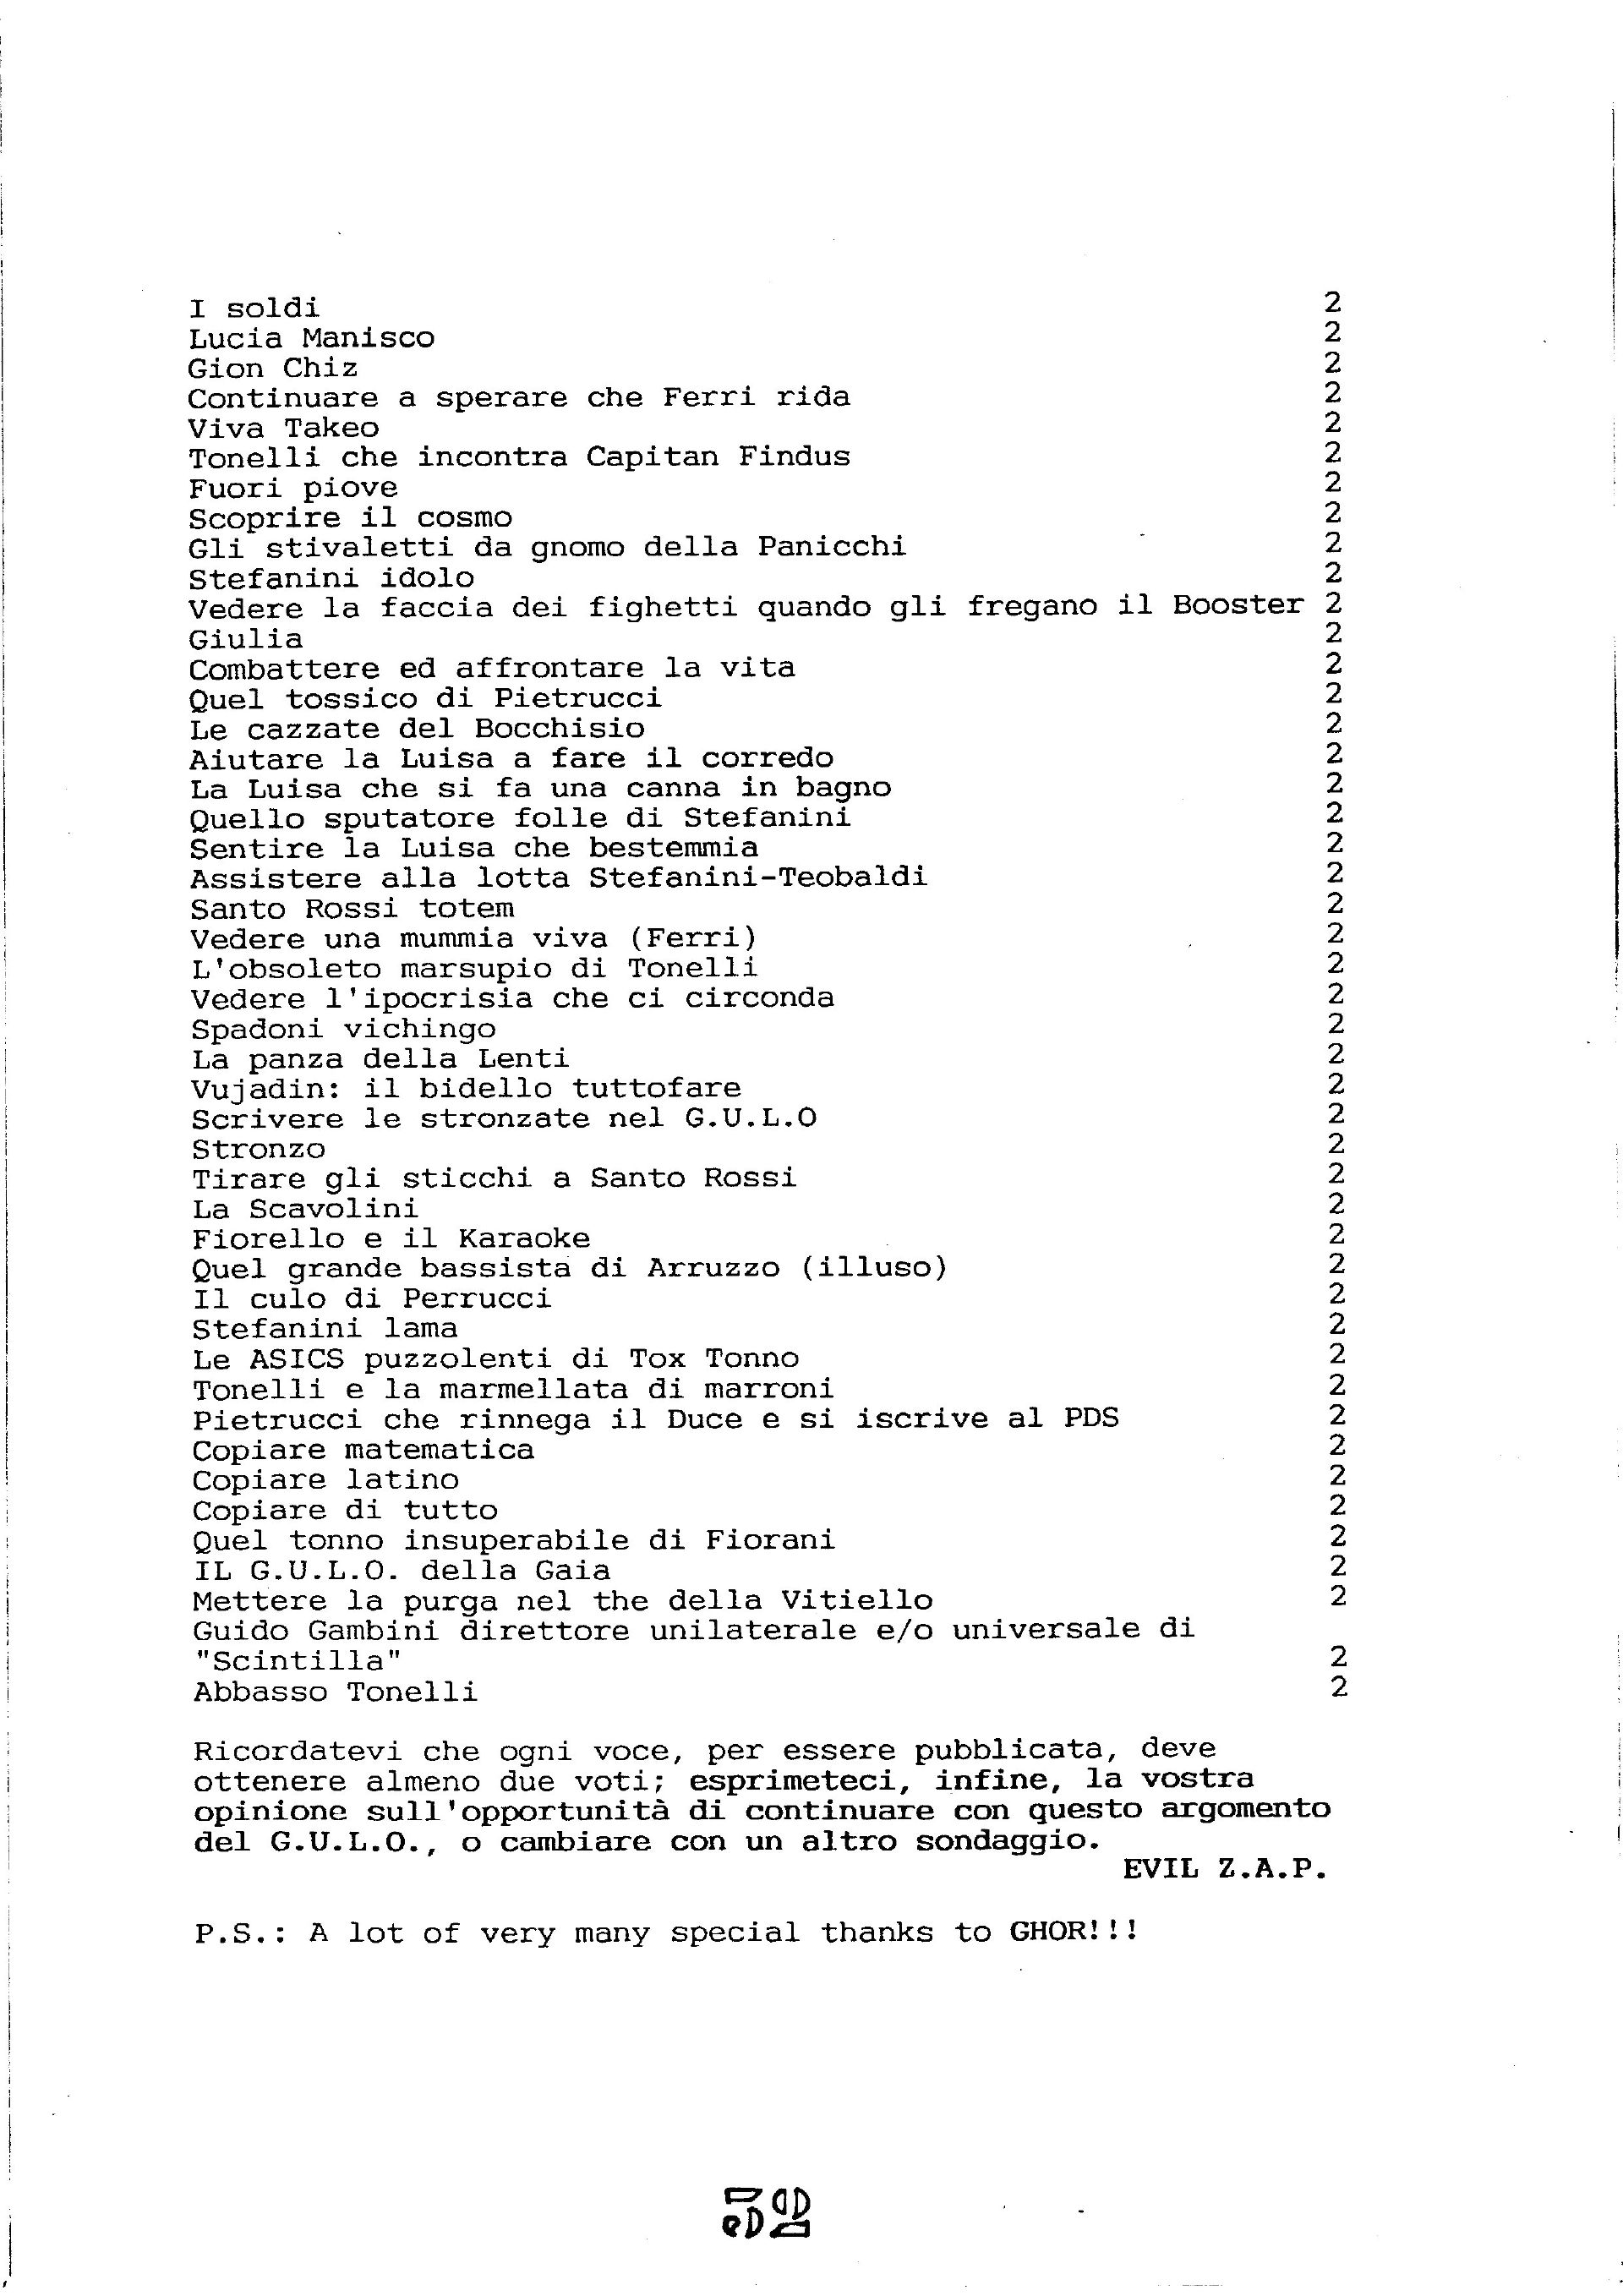 I soldi 2
Lucia Manisco 2
Gion Chiz 2
Continuare a sperare che Ferri rida 2
Viva Takeo 2
Tonelli che incontra Capitan Findus 2
Fuori piove 2
Scoprire il cosmo 2
Gli stivaletti da gnomo della Panicchi 2
Stefanini idolo 2
Vedere la faccia dei fighetti quando gli fregano il Booster 2
Giulia 2
Combattere ed affrontare la vita 2
Quel tossico di Pietrucci 2
Le cazzate del Bocchisio 2
Aiutare la Luisa a fare il corredo 2
La Luisa che si fa una canna in bagno 2
Quello sputatore folle di Stefanini 2
Sentire la Luisa che bestemmia 2
Assistere alla lotta Stefanini-Teobaldi 2
Santo Rossi totem 2
Vedere una mummia viva (Ferri) 2
L'obsoleto marsupio di Tonelli 2
Vedere l'ipocrisia che ci circonda 2
Spadoni vichingo 2
La panza della Lenti 2
Vujadin: il bidello tuttofare 2
Scrivere le stronzate nel G.U.L.O 2
Stronzo 2
Tirare gli sticchi a Santo Rossi 2
La Scavolini 2
Fiorello e il Karaoke 2
Quel grande bassista di Arruzzo (illuso) 2
Il culo di Perrucci 2
Stefanini lama 2
Le ASICS puzzolenti di Tox Tonno 2
Tonelli e la marmellata di marroni 2
Pietrucci che rinnega il Duce e si iscrive al PDS 2
Copiare matematica 2
Copiare latino 2
Copiare di tutto 2
Quel tonno insuperabile di Fiorani 2
IL G.U.L.O. della Gaia 2
Mettere la purga nel the della Vitiello 2
Guido Gambini direttore unilaterale e/o universale di
"Scintilla" 2
Abbasso Tonelli 2
Ricordatevi che ogni voce, per essere pubblicata, deve
ottenere almeno due voti; esprimeteci, infine, la vostra
opinione sull'opportunità di continuare con questo argomento
del G.U.L.O., o cambiare con un altro sondaggio.
EVIL Z.A.P.
P.S.: A lot of very many special thanks to GHOR!!!